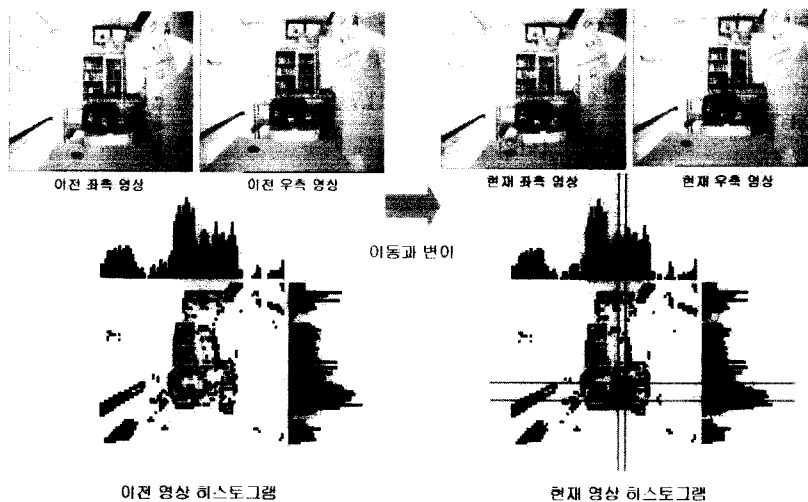 이전 좌측 영상
이전 우측 영상
현재 좌측 영상
현재 우측 영상
이동과 변이
이전 영상 히스토그램
현재 영상 히스토그램